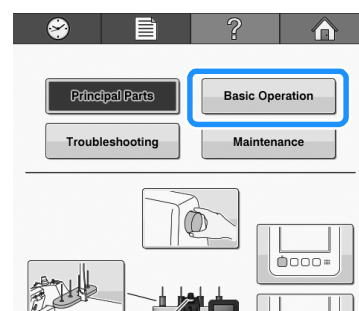 ?
Principal Parts
Basic Operation
Troubleshooting
Maintenance